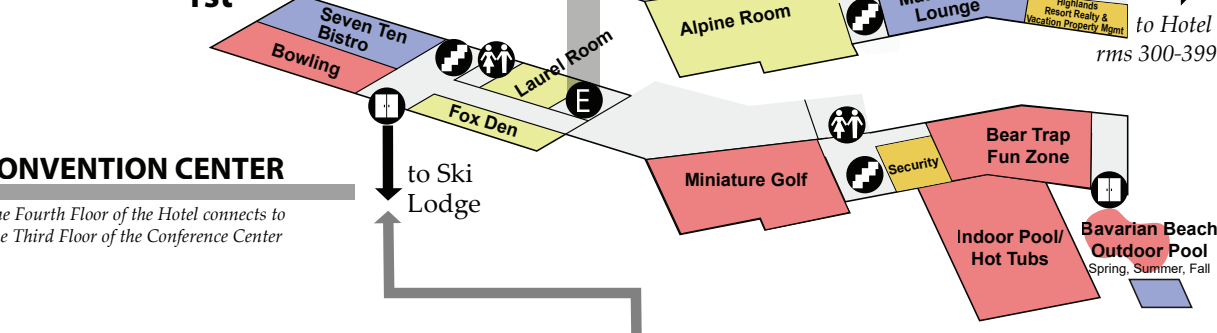 1st
Seven Ten
Bistro
Bowling
Laurel Room
E
Fox Den
Alpine Room
Lounge
Highlands
Resort Realty &
Vacation Property Mgmt
to Hotel
rms 300-399
to Ski
Lodge
ONVENTION CENTER
e Fourth Floor of the Hotel connects to
e Third Floor of the Conference Center
Miniature Golf
Security
Bear Trap
Fun Zone
Indoor Pool/
Hot Tubs
Bavarian Beach
Outdoor Pool
Spring, Summer, Fall